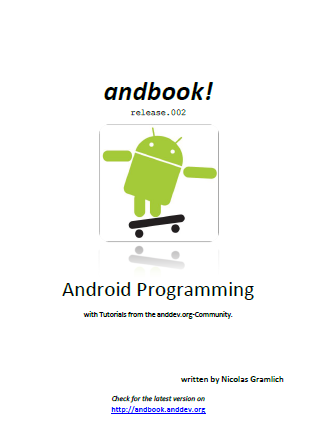 andbook!
release.002
Android Programming
with Tutorials from the anddev.org-Community.
written by Nicolas Gramlich
Check for the latest version on
http://andbook.anddev.org